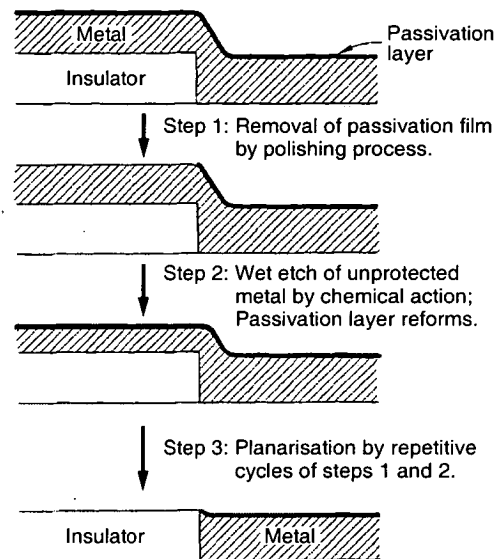 Metal
Passivation
layer
Insulator
Step 1: Removal of passivation film
by polishing process.
Step 2: Wet etch of unprotected
metal by chemical action;
Passivation layer reforms.
Step 3: Planarisation by repetitive
cycles of steps 1 and 2.
Insulator Metal